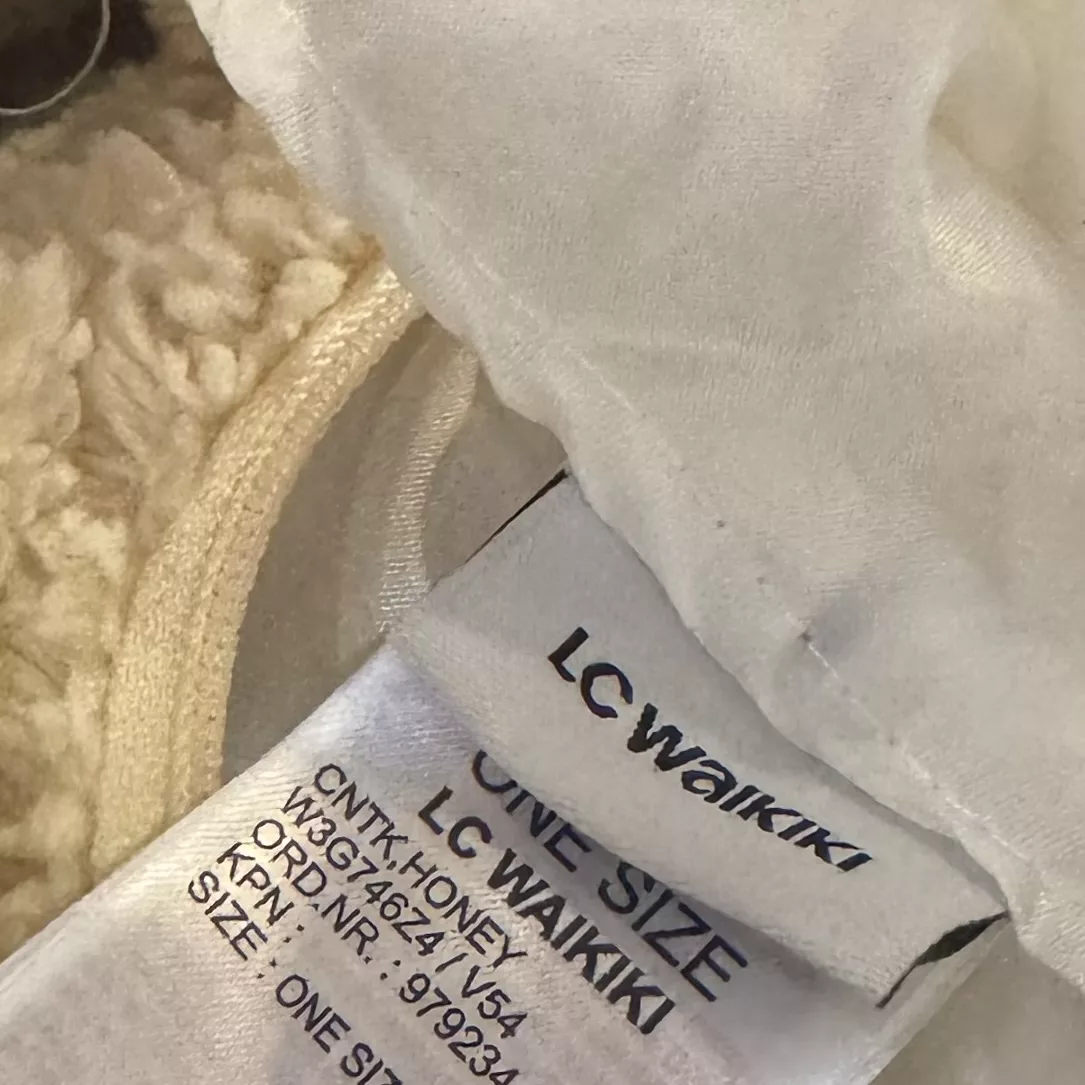 LC WAIKIKI
ONE SIZE
LC WAIKIKI
CNTK.HONEY
W3G746Z4 / V54
ORD.NR. : 979234
KPN :
SIZE : ONE SIZ